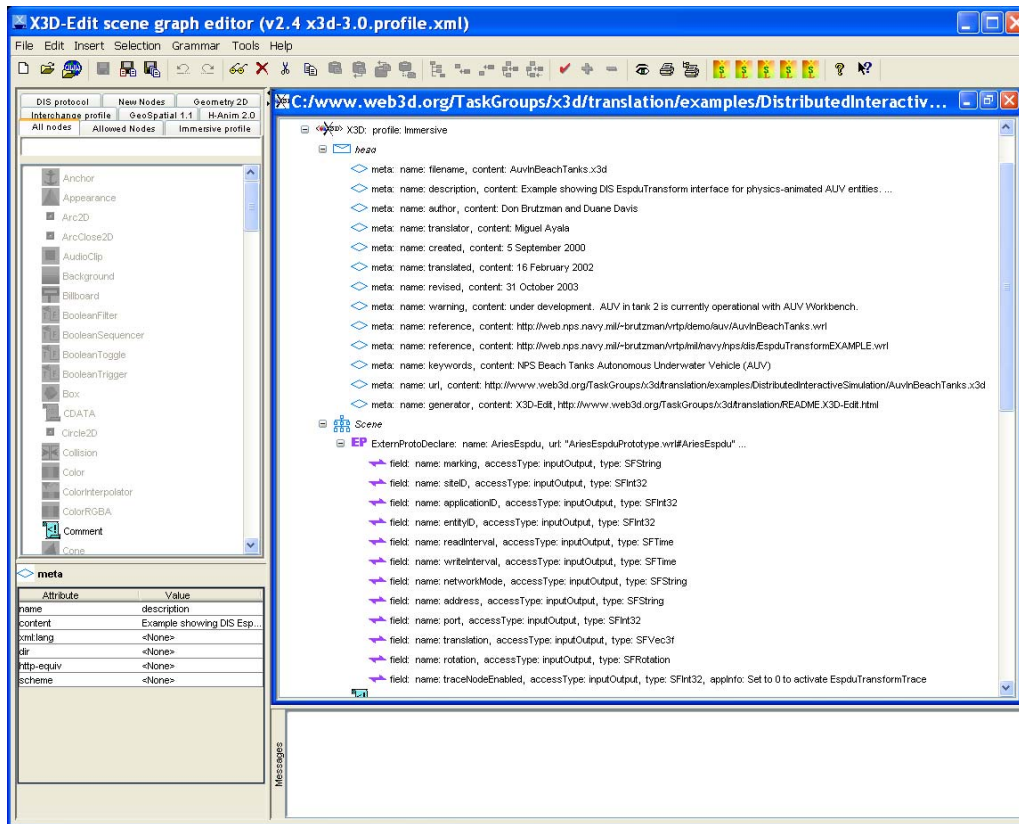 X3D-Edit scene graph editor (v2.4 x3d-3.0.profile.xml)
File Edit Insert Selection Grammar Tools Help
DIS protocol New Nodes Geometry 2D
Interchange profile GeoSpatial 1.1 H-Anim 2.0
All nodes Allowed Nodes Immersive profile
Anchor
Appearance
Arc2D
ArcClose2D
AudioClip
Background
Billboard
BooleanFilter
BooleanSequencer
BooleanToggle
BooleanTrigger
Box
CDATA
Circle2D
Collision
Color
ColorInterpolator
ColorRGBA
Comment
Cone
meta
Attribute Value
name description
content Example showing DIS Esp...
xml:lang <None>
dir <None>
http-equiv <None>
scheme <None>
C:/www.web3d.org/TaskGroups/x3d/translation/examples/DistributedInteractiv...
X3D: profile: Immersive
head
meta: name: filename, content: AuvInBeachTanks.x3d
meta: name: description, content: Example showing DIS EspduTransform interface for physics-animated AUV entities. ...
meta: name: author, content: Don Brutzman and Duane Davis
meta: name: translator, content: Miguel Ayala
meta: name: created, content: 5 September 2000
meta: name: translated, content: 16 February 2002
meta: name: revised, content: 31 October 2003
meta: name: warning, content: under development. AUV in tank 2 is currently operational with AUV Workbench.
meta: name: reference, content: http://web.nps.navy.mil/~brutzman/vrtp/demo/auv/AuvInBeachTanks.wrl
meta: name: reference, content: http://web.nps.navy.mil/~brutzman/vrtp/mil/navy/nps/dis/EspduTransformEXAMPLE.wrl
meta: name: keywords, content: NPS Beach Tanks Autonomous Underwater Vehicle (AUV)
meta: name: url, content: http://www.web3d.org/TaskGroups/x3d/translation/examples/DistributedInteractiveSimulation/AuvInBeachTanks.x3d
meta: name: generator, content: X3D-Edit, http://www.web3d.org/TaskGroups/x3d/translation/README.X3D-Edit.html
Scene
EP ExternProtoDeclare: name: AriesEspdu, url: "AriesEspduPrototype.wrl#AriesEspdu" ...
field: name: marking, accessType: inputOutput, type: SFString
field: name: siteID, accessType: inputOutput, type: SFInt32
field: name: applicationID, accessType: inputOutput, type: SFInt32
field: name: entityID, accessType: inputOutput, type: SFInt32
field: name: readInterval, accessType: inputOutput, type: SFTime
field: name: writeInterval, accessType: inputOutput, type: SFTime
field: name: networkMode, accessType: inputOutput, type: SFString
field: name: address, accessType: inputOutput, type: SFString
field: name: port, accessType: inputOutput, type: SFInt32
field: name: translation, accessType: inputOutput, type: SFVec3f
field: name: rotation, accessType: inputOutput, type: SFRotation
field: name: traceNodeEnabled, accessType: inputOutput, type: SFInt32, appInfo: Set to 0 to activate EspduTransformTrace
Messages